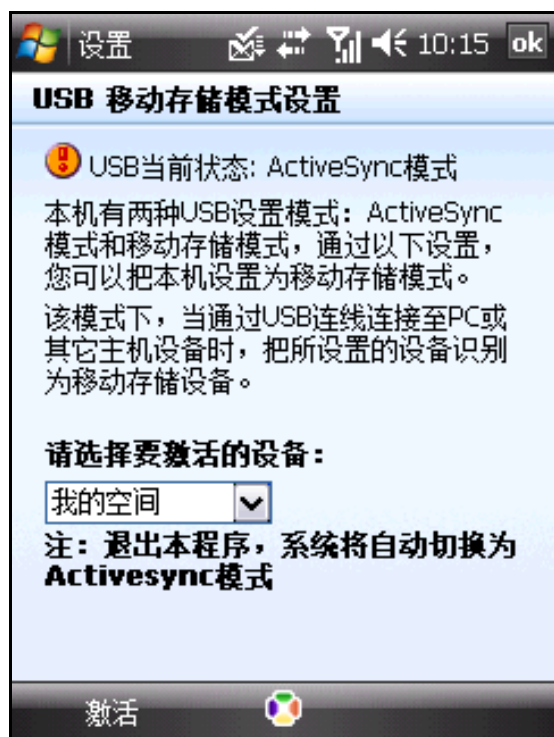 设置 10:15 ok
USB 移动存储模式设置
USB当前状态: ActiveSync模式
本机有两种USB设置模式：ActiveSync
模式和移动存储模式，通过以下设置，
您可以把本机设置为移动存储模式。
该模式下，当通过USB连线连接至PC或
其它主机设备时，把所设置的设备识别
为移动存储设备。
请选择要激活的设备：
我的空间
注：退出本程序，系统将自动切换为
Activesync模式
激活